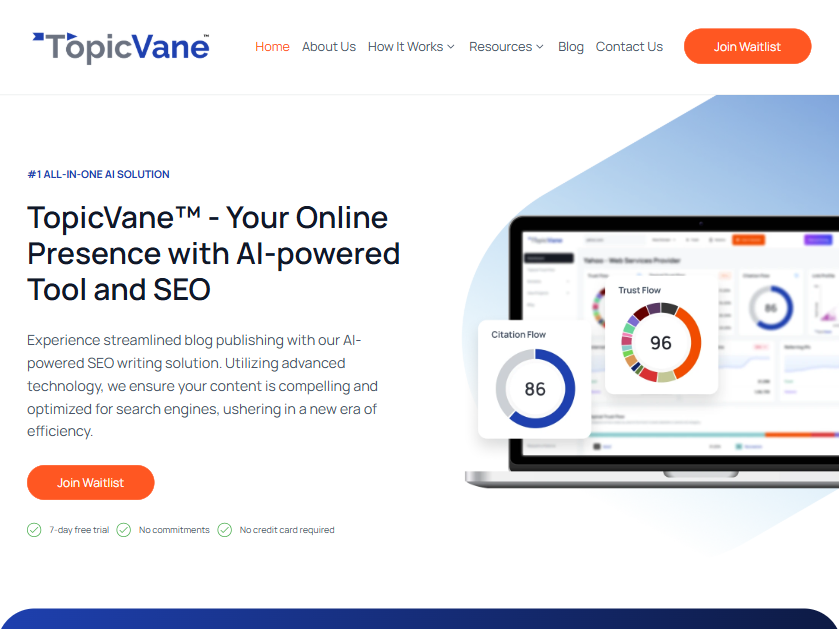 TopicVane™
Home About Us How It Works Resources Blog Contact Us Join Waitlist
#1 ALL-IN-ONE AI SOLUTION
TopicVane™ - Your Online
Presence with AI-powered
Tool and SEO
Experience streamlined blog publishing with our AI-
powered SEO writing solution. Utilizing advanced
technology, we ensure your content is compelling and
optimized for search engines, ushering in a new era of
efficiency.
Join Waitlist
7-day free trial No commitments No credit card required
Yahoo - Web Services Provider
Trust Flow
96
Citation Flow
86